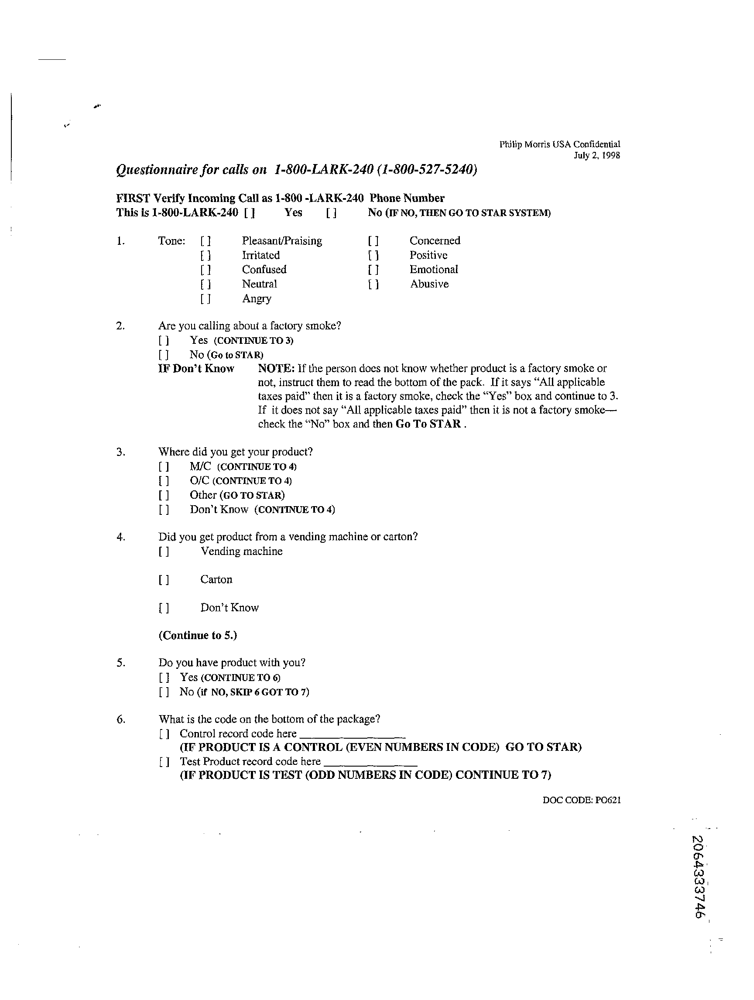 Philip Morris USA Confidential
July 2, 1998
Questionnaire for calls on 1-800-LARK-240 (1-800-527-5240)
FIRST Verify Incoming Call as 1-800 -LARK-240 Phone Number
This is 1-800-LARK-240 [ ] Yes [ ] No (IF NO, THEN GO TO STAR SYSTEM)
1. Tone: [ ] Pleasant/Praising [ ] Concerned
[ ] Irritated [ ] Positive
[ ] Confused [ ] Emotional
[ ] Neutral [ ] Abusive
[ ] Angry
2. Are you calling about a factory smoke?
[ ] Yes (CONTINUE TO 3)
[ ] No (Go to STAR)
IF Don't Know NOTE: If the person does not know whether product is a factory smoke or
not, instruct them to read the bottom of the pack. If it says “All applicable
taxes paid” then it is a factory smoke, check the “Yes” box and continue to 3.
If it does not say “All applicable taxes paid” then it is not a factory smoke—
check the “No” box and then Go To STAR .
3. Where did you get your product?
[ ] M/C (CONTINUE TO 4)
[ ] O/C (CONTINUE TO 4)
[ ] Other (GO TO STAR)
[ ] Don't Know (CONTINUE TO 4)
4. Did you get product from a vending machine or carton?
[ ] Vending machine
[ ] Carton
[ ] Don't Know
(Continue to 5.)
5. Do you have product with you?
[ ] Yes (CONTINUE TO 6)
[ ] No (if NO, SKIP 6 GOT TO 7)
6. What is the code on the bottom of the package?
[ ] Control record code here ____________________
(IF PRODUCT IS A CONTROL (EVEN NUMBERS IN CODE) GO TO STAR)
[ ] Test Product record code here __________________
(IF PRODUCT IS TEST (ODD NUMBERS IN CODE) CONTINUE TO 7)
DOC CODE: PO621
2064333746